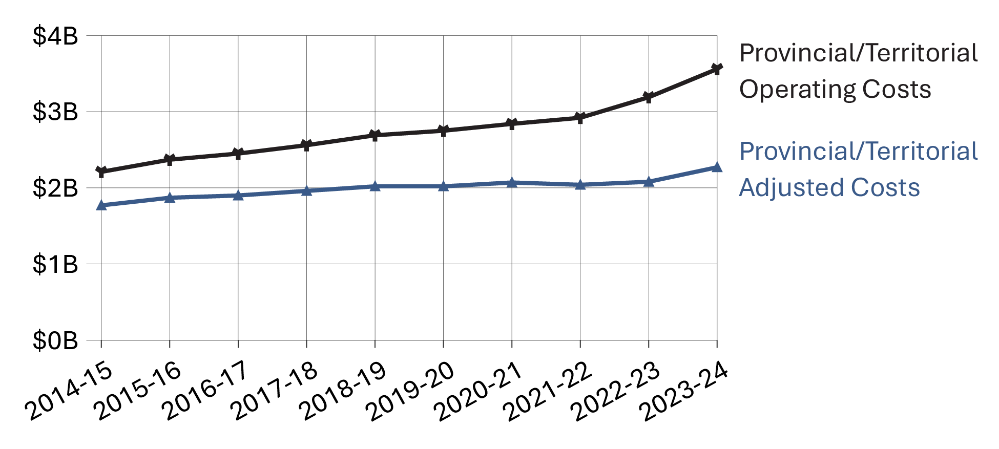 $4B
$3B
$2B
$1B
$0B
Provincial/Territorial
Operating Costs
Provincial/Territorial
Adjusted Costs
2014-15
2015-16
2016-17
2017-18
2018-19
2019-20
2020-21
2021-22
2022-23
2023-24